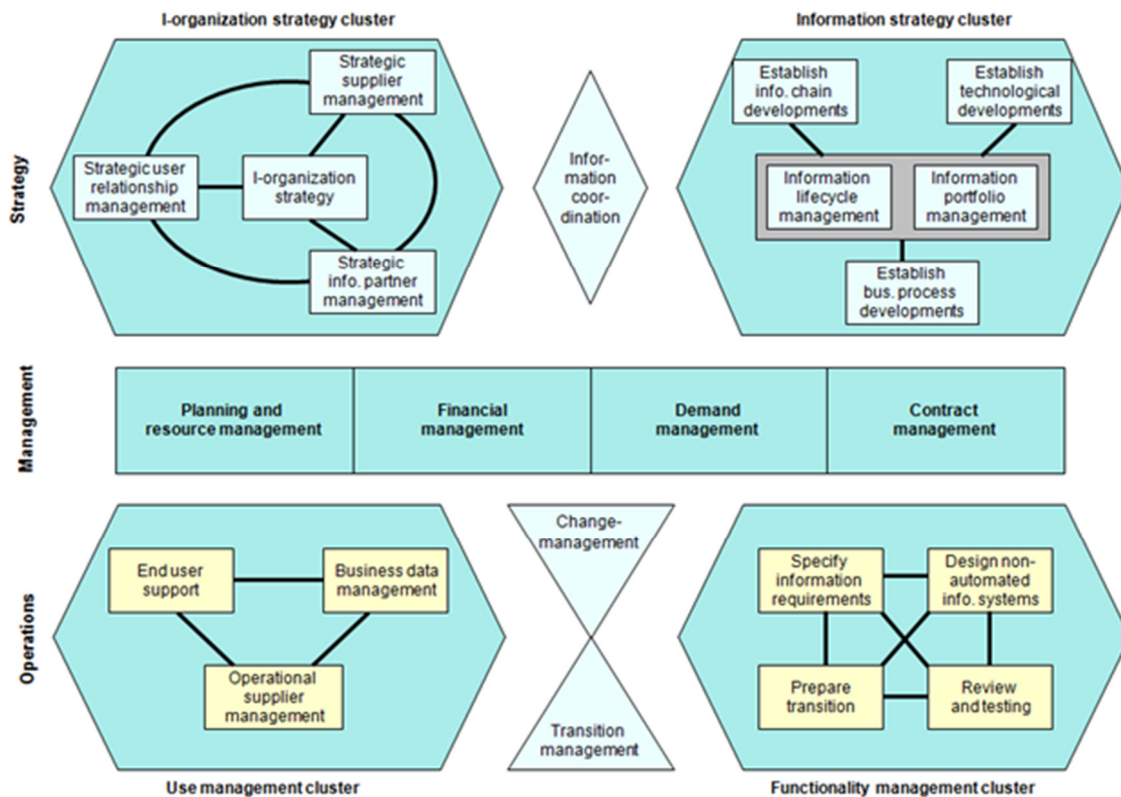 I-organization strategy cluster
Information strategy cluster
Strategy
Strategic
supplier
management
Strategic user
relationship
management
I-organization
strategy
Strategic
info. partner
management
Infor-
mation
coor-
dination
Establish
info. chain
developments
Establish
technological
developments
Information
lifecycle
management
Information
portfolio
management
Establish
bus. process
developments
Management
Planning and
resource management
Financial
management
Demand
management
Contract
management
Operations
End user
support
Business data
management
Operational
supplier
management
Change-
management
Transition
management
Specify
information
requirements
Design non-
automated
info. systems
Prepare
transition
Review
and testing
Use management cluster
Functionality management cluster